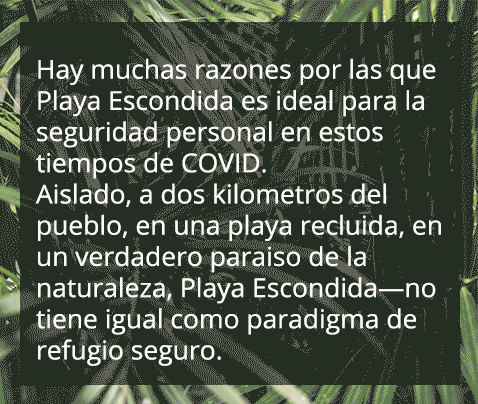 Hay muchas razones por las que
Playa Escondida es ideal para la
seguridad personal en estos
tiempos de COVID.
Aislado, a dos kilometros del
pueblo, en una playa recluida, en
un verdadero paraiso de la
naturaleza, Playa Escondida—no
tiene igual como paradigma de
refugio seguro.